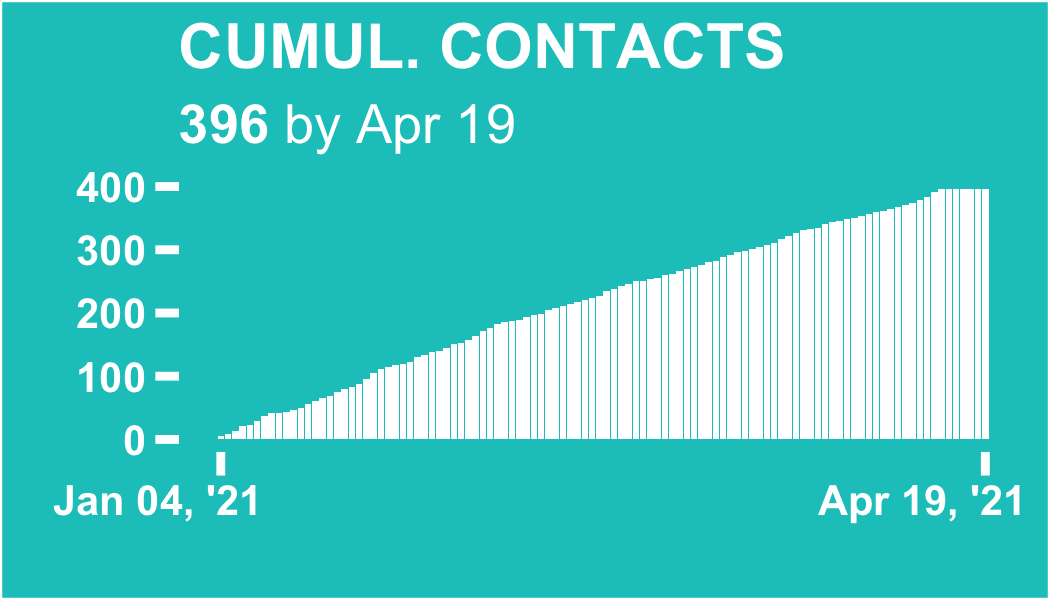 CUMUL. CONTACTS
396 by Apr 19
400
300
200
100
0
Jan 04, '21
Apr 19, '21